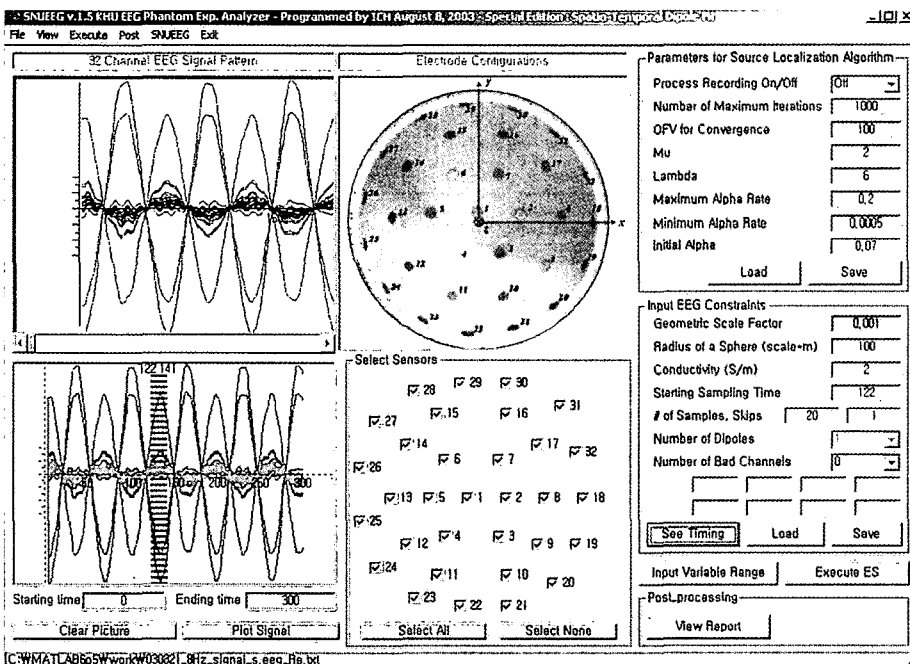 SNUEEG v.1.5 KHU EEG Phantom Exp. Analyzer - Programmed by ICH August 8, 2003 - Special Edition : Spatio-Temporal Dipole
File View Execute Post SNUEEG Exit
32 Channel EEG Signal Pattern
Electrode Configurations
y
x
122 141
50 100 150 200 250 300
Starting time 0 Ending time 300
Clear Picture Plot Signal
Select Sensors
28 29 30
27 15 16 31
14 6 7 17 32
26
13 5 1 2 8 18
25
12 4 3 9 19
24 11 10 20
23 22 21
Select All Select None
Parameters for Source Localization Algorithm
Process Recording On/Off Off
Number of Maximum Iterations 1000
OFV for Convergence 100
Mu 2
Lambda 6
Maximum Alpha Rate 0.2
Minimum Alpha Rate 0.0005
Initial Alpha 0.07
Load Save
Input EEG Constraints
Geometric Scale Factor 0.001
Radius of a Sphere (scale*m) 100
Conductivity (S/m) 2
Starting Sampling Time 122
# of Samples, Skips 20 1
Number of Dipoles 1
Number of Bad Channels 0
See Timing Load Save
Input Variable Range Execute ES
Post_processing
View Report